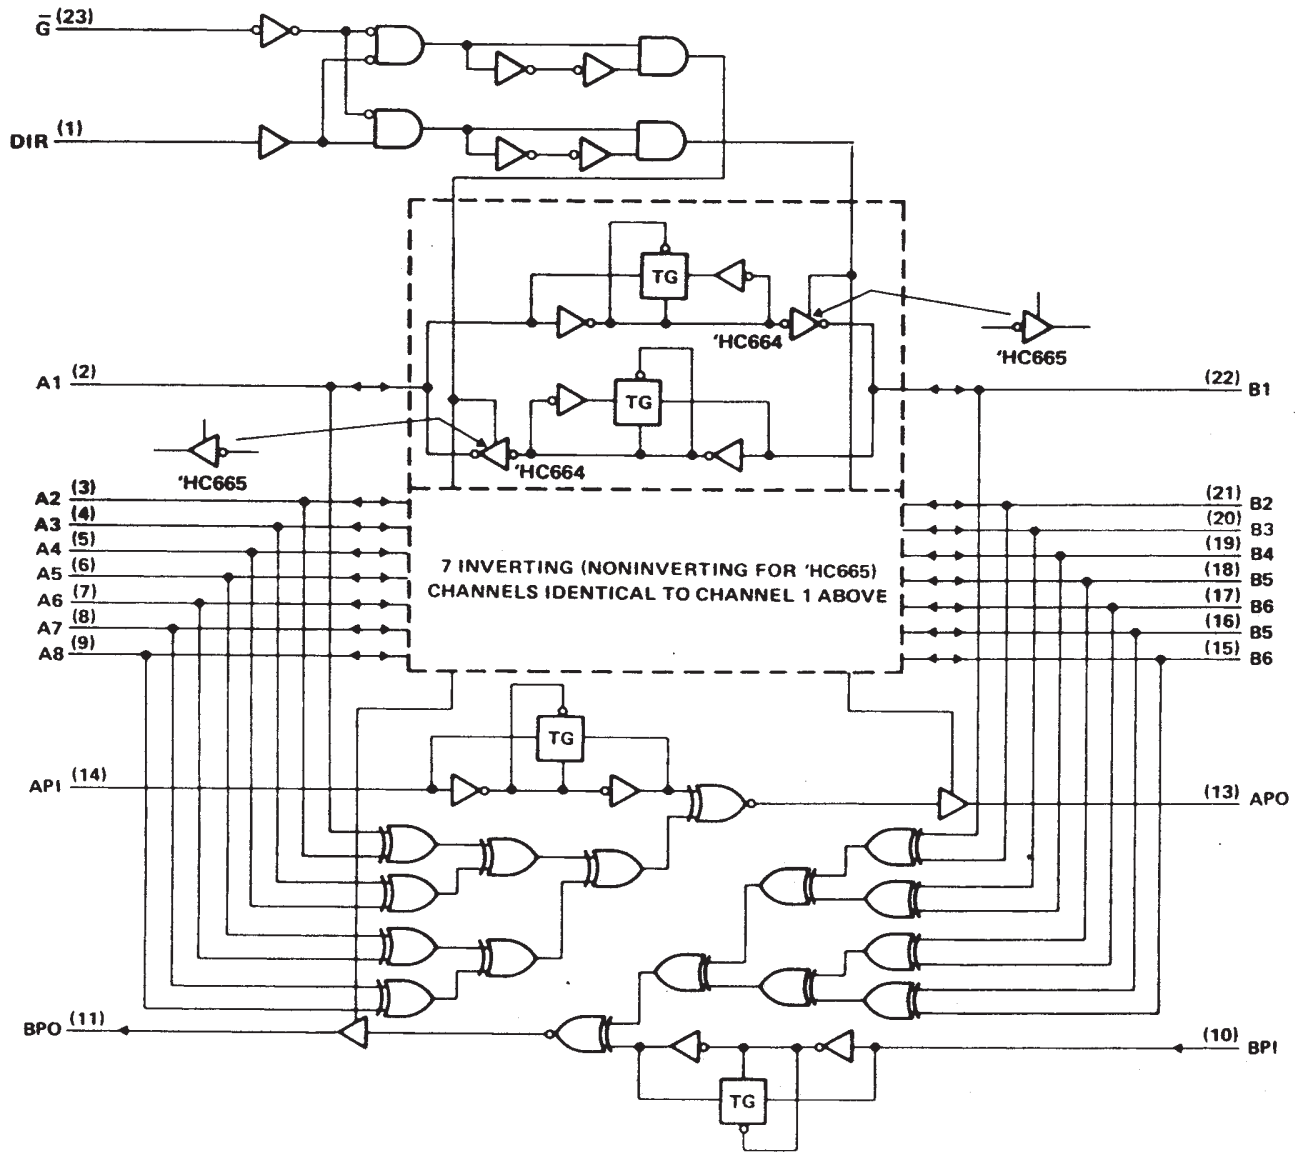 G̅ (23)
DIR (1)
TG
'HC664
'HC665
A1 (2)
(22) B1
TG
'HC664
'HC665
A2 (3)
(21) B2
A3 (4)
(20) B3
A4 (5)
(19) B4
A5 (6)
(18) B5
A6 (7)
(17) B6
A7 (8)
(16) B5
A8 (9)
(15) B6
7 INVERTING (NONINVERTING FOR 'HC665)
CHANNELS IDENTICAL TO CHANNEL 1 ABOVE
TG
API (14)
(13) APO
BPO (11)
(10) BPI
TG